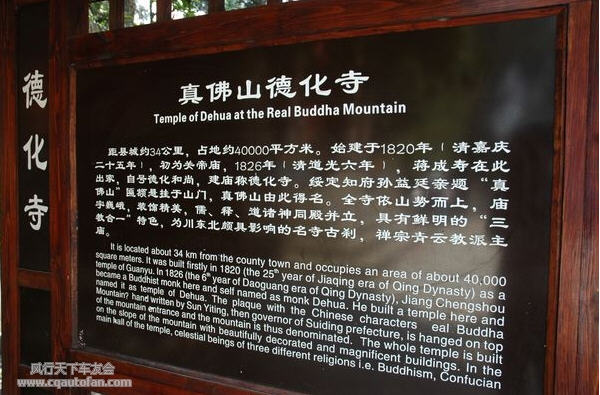 德化寺
真佛山德化寺
Temple of Dehua at the Real Buddha Mountain
距县城约34公里，占地约40000平方米。始建于1820年（清嘉庆
二十五年），初为关帝庙，1826年（清道光六年），蒋成寿在此
出家，自号德化和尚，建庙称德化寺。绥定知府孙益廷亲题“真
佛山”匾额悬挂于山门，真佛山由此得名。全寺依山势而上，庙
宇巍峨，装饰精美，儒、释、道诸神同殿并立，具有鲜明的“三
教合一”特色，为川东北颇具影响的名寺古刹，禅宗青云教派主
庙。
It is located about 34 km from the county town and occupies an area of about 40,000
square meters. It was built firstly in 1820 (the 25th year of Jiaqing era of Qing Dynasty) as a
temple of Guanyu. In 1826 (the 6th year of Daoguang era of Qing Dynasty), Jiang Chengshou
became a Buddhist monk here and self named as monk Dehua. He built a temple here and
named it as temple of Dehua. The plaque with the Chinese characters eal Buddha
Mountain? hand written by Sun Yiting, then governor of Suiding prefecture, is hanged on top
of the mountain entrance and the mountain is thus denominated. The whole temple is built
on the slope of the mountain with beautifully decorated and magnificent buildings. In the
main hall of the temple, celestial beings of three different religions i.e. Buddhism, Confucian
风行天下车友会
www.cqautofan.com